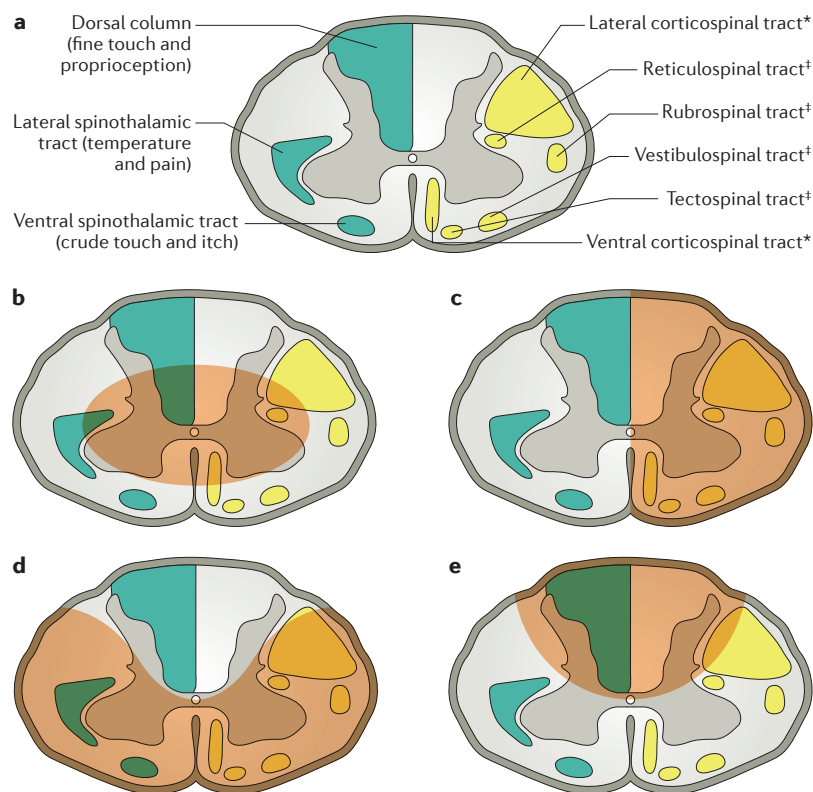 a
Dorsal column
(fine touch and
proprioception)
Lateral spinothalamic
tract (temperature
and pain)
Ventral spinothalamic tract
(crude touch and itch)
Lateral corticospinal tract*
Reticulospinal tract‡
Rubrospinal tract‡
Vestibulospinal tract‡
Tectospinal tract‡
Ventral corticospinal tract*
b
c
d
e